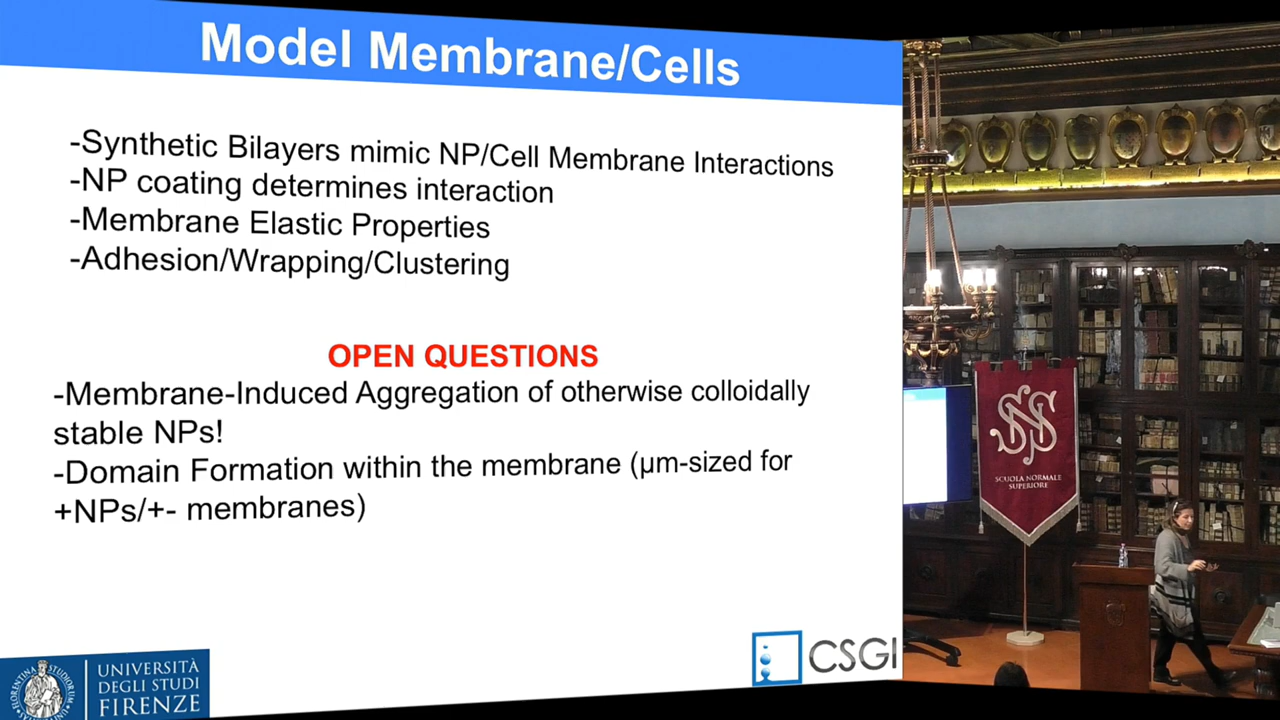 Model Membrane/Cells
-Synthetic Bilayers mimic NP/Cell Membrane Interactions
-NP coating determines interaction
-Membrane Elastic Properties
-Adhesion/Wrapping/Clustering
OPEN QUESTIONS
-Membrane-Induced Aggregation of otherwise colloidally
stable NPs!
-Domain Formation within the membrane (µm-sized for
+NPs/+- membranes)
UNIVERSITÀ
DEGLI STUDI
FIRENZE
CSGI
SNS
SCUOLA NORMALE
SUPERIORE